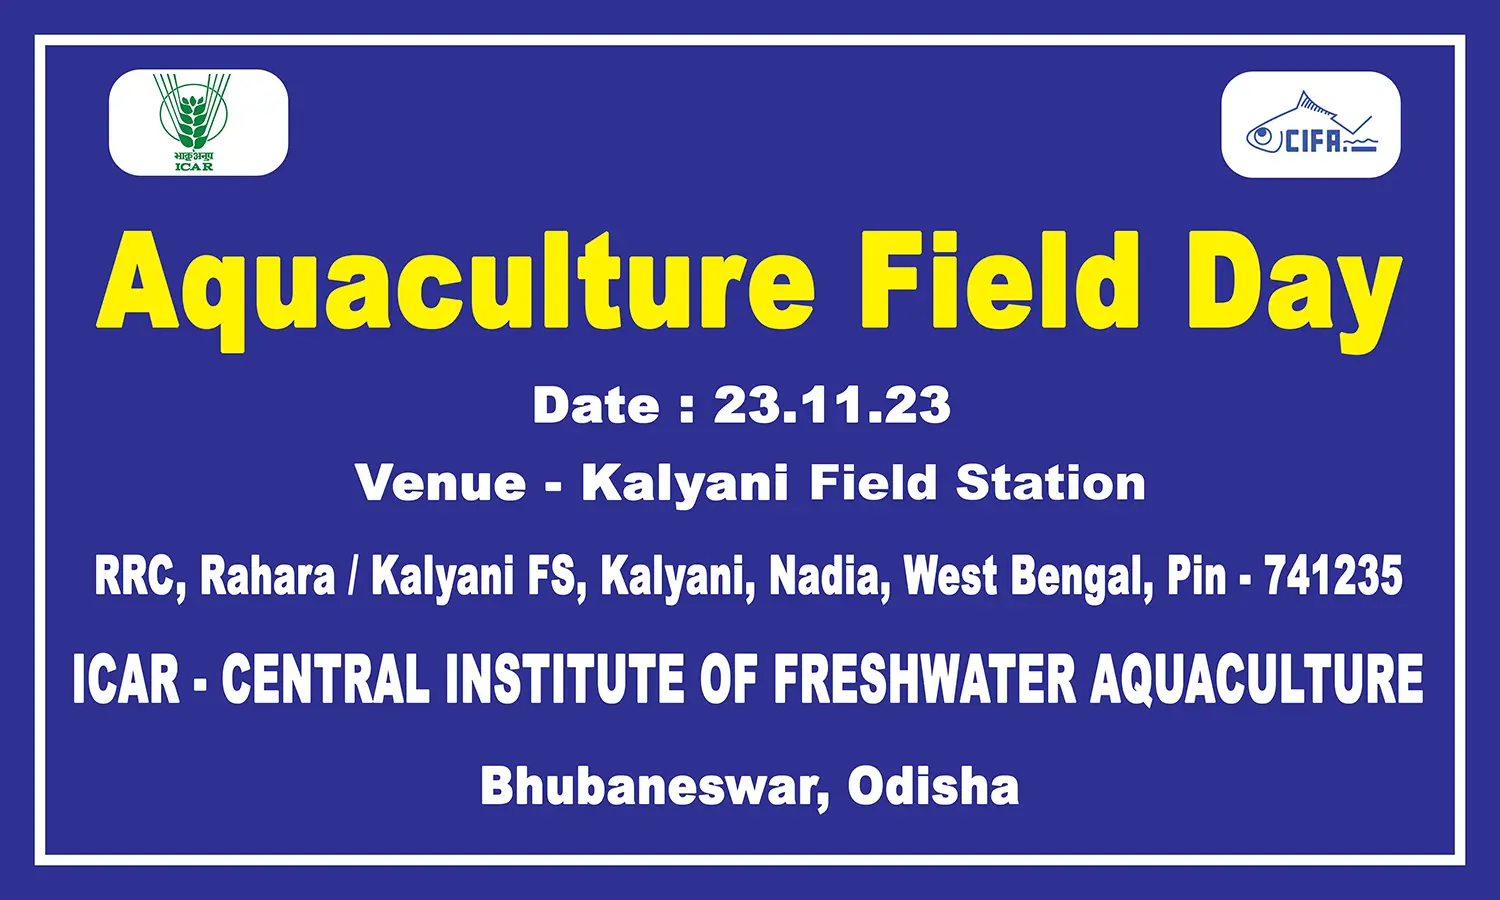 भाकृअनुप
ICAR
CIFA
Aquaculture Field Day
Date : 23.11.23
Venue - Kalyani Field Station
RRC, Rahara / Kalyani FS, Kalyani, Nadia, West Bengal, Pin - 741235
ICAR - CENTRAL INSTITUTE OF FRESHWATER AQUACULTURE
Bhubaneswar, Odisha